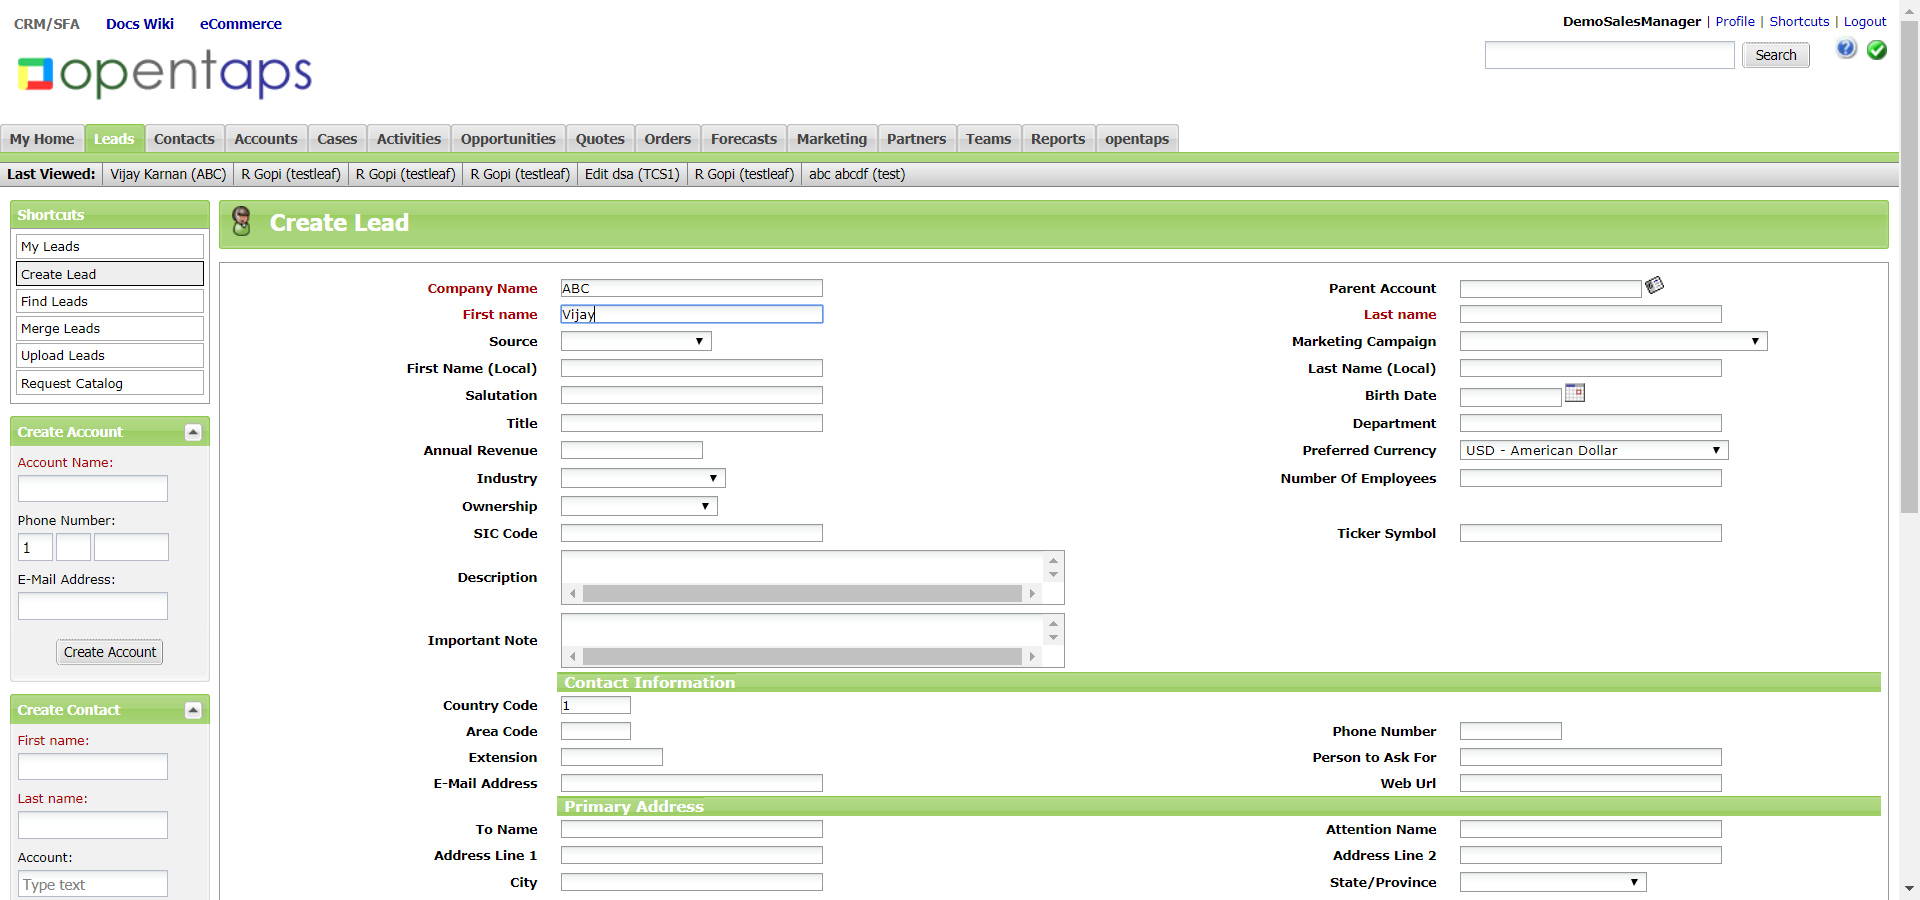 CRM/SFA Docs Wiki eCommerce
DemoSalesManager | Profile | Shortcuts | Logout
opentaps
Search
My Home Leads Contacts Accounts Cases Activities Opportunities Quotes Orders Forecasts Marketing Partners Teams Reports opentaps
Last Viewed: Vijay Karnan (ABC) R Gopi (testleaf) R Gopi (testleaf) R Gopi (testleaf) Edit dsa (TCS1) R Gopi (testleaf) abc abcdf (test)
Shortcuts
My Leads
Create Lead
Find Leads
Merge Leads
Upload Leads
Request Catalog
Create Account
Account Name:
Phone Number:
1
E-Mail Address:
Create Account
Create Contact
First name:
Last name:
Account:
Type text
Create Lead
Company Name ABC Parent Account
First name Vijay Last name
Source Marketing Campaign
First Name (Local) Last Name (Local)
Salutation Birth Date
Title Department
Annual Revenue Preferred Currency USD - American Dollar
Industry Number Of Employees
Ownership
SIC Code Ticker Symbol
Description
Important Note
Contact Information
Country Code 1
Area Code Phone Number
Extension Person to Ask For
E-Mail Address Web Url
Primary Address
To Name Attention Name
Address Line 1 Address Line 2
City State/Province